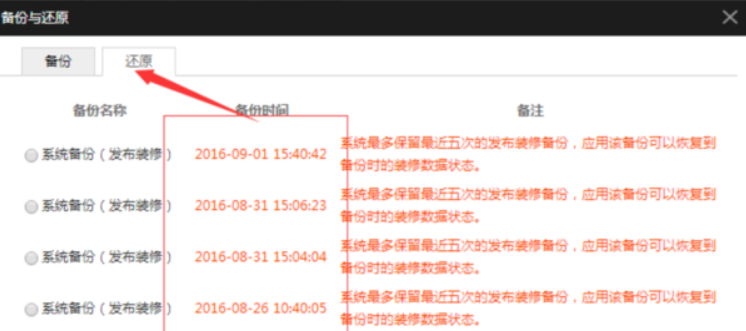 备份与还原
备份 还原
备份名称 备份时间 备注
系统备份（发布装修） 2016-09-01 15:40:42 系统最多保留最近五次的发布装修备份，应用该备份可以恢复到
备份时的装修数据状态。
系统备份（发布装修） 2016-08-31 15:06:23 系统最多保留最近五次的发布装修备份，应用该备份可以恢复到
备份时的装修数据状态。
系统备份（发布装修） 2016-08-31 15:04:04 系统最多保留最近五次的发布装修备份，应用该备份可以恢复到
备份时的装修数据状态。
系统备份（发布装修） 2016-08-26 10:40:05 系统最多保留最近五次的发布装修备份，应用该备份可以恢复到
备份时的装修数据状态。